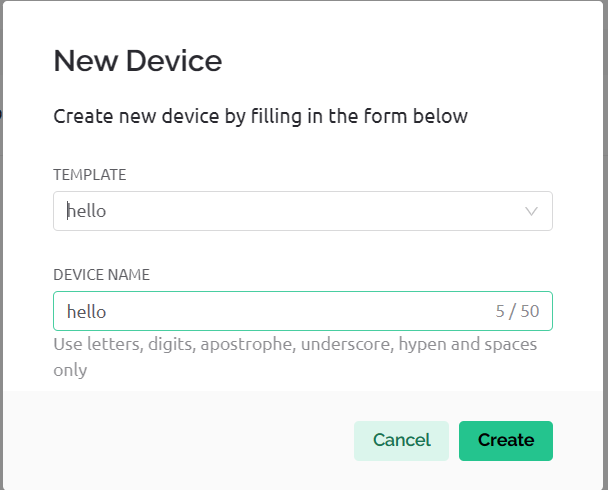 New Device
Create new device by filling in the form below
TEMPLATE
hello
DEVICE NAME
hello 5 / 50
Use letters, digits, apostrophe, underscore, hypen and spaces
only
Cancel Create